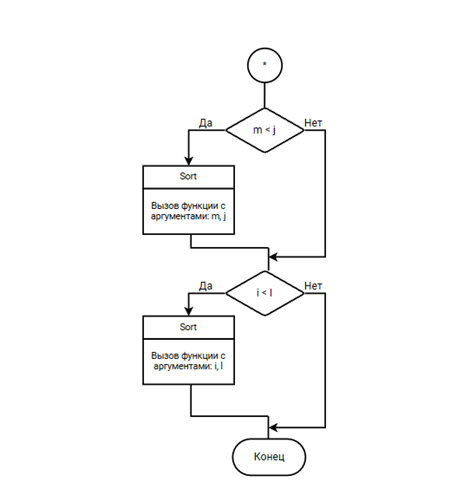 *
m < j
Да
Нет
Sort
Вызов функции с
аргументами: m, j
i < l
Да
Нет
Sort
Вызов функции с
аргументами: i, l
Конец